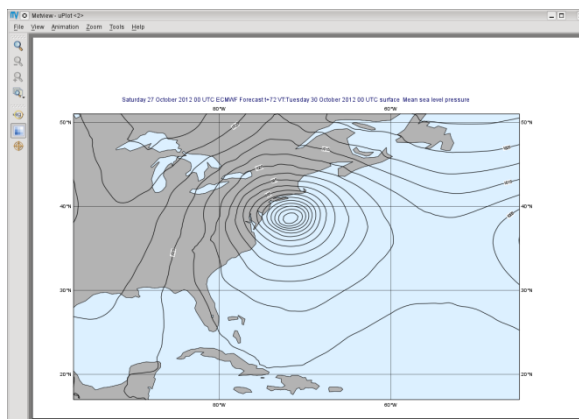 Metview - uPlot <2>
File View Animation Zoom Tools Help
Saturday 27 October 2012 00 UTC ECMWF Forecast t+72 VT:Tuesday 30 October 2012 00 UTC surface Mean sea level pressure
80°W 60°W
50°N 50°N
40°N 40°N
30°N 30°N
20°N 20°N
80°W 60°W